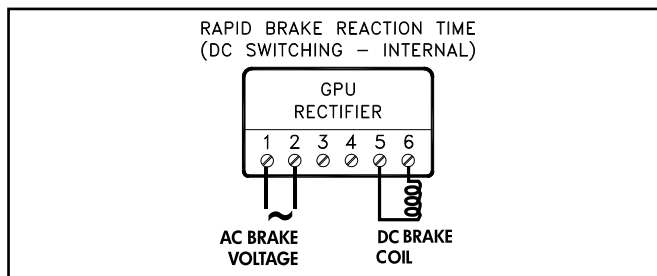 RAPID BRAKE REACTION TIME
(DC SWITCHING – INTERNAL)
GPU
RECTIFIER
1 2 3 4 5 6
~
AC BRAKE
VOLTAGE
DC BRAKE
COIL